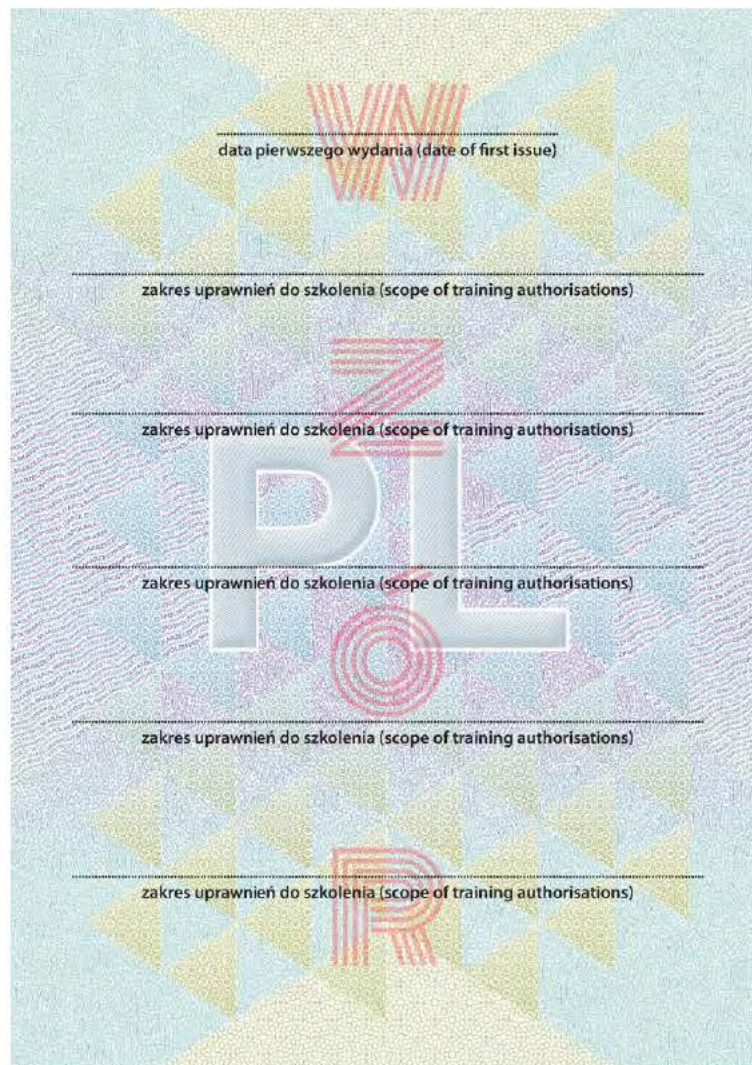 W
data pierwszego wydania (date of first issue)
zakres uprawnień do szkolenia (scope of training authorisations)
Z
zakres uprawnień do szkolenia (scope of training authorisations)
PL
zakres uprawnień do szkolenia (scope of training authorisations)
Ó
zakres uprawnień do szkolenia (scope of training authorisations)
R
zakres uprawnień do szkolenia (scope of training authorisations)